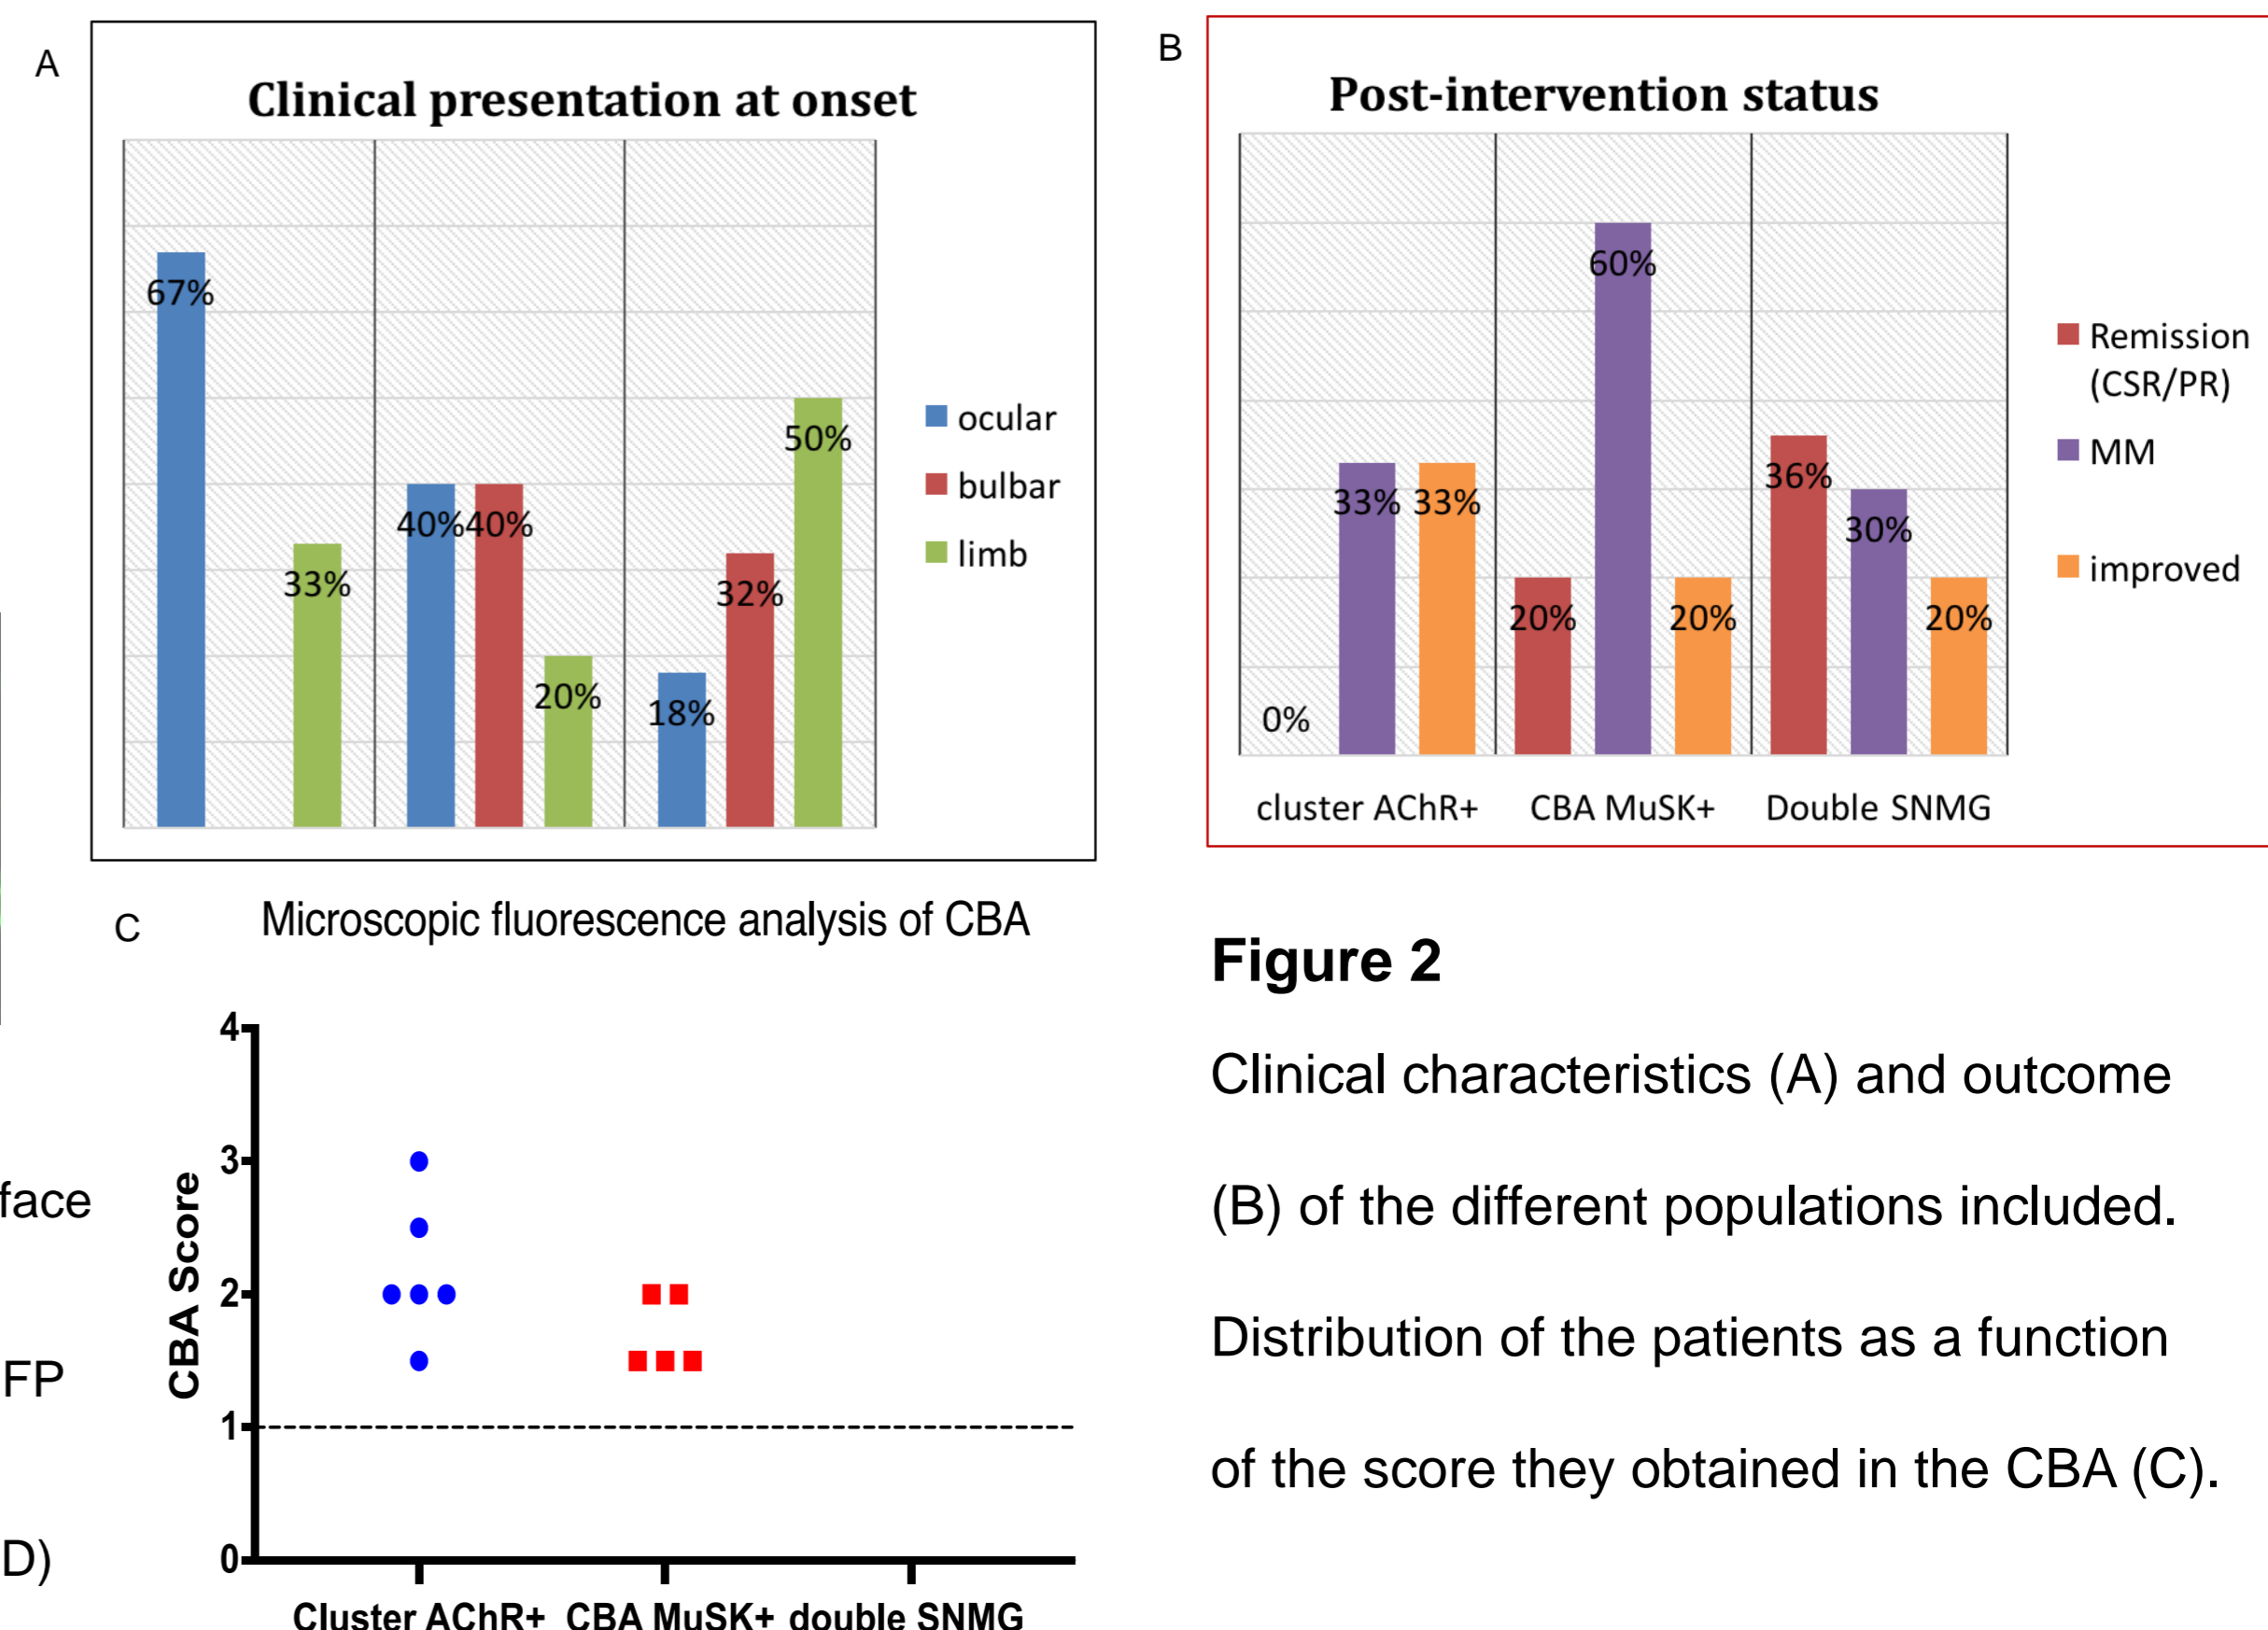 A
Clinical presentation at onset
67%
33%
40%
40%
20%
18%
32%
50%
ocular
bulbar
limb
B
Post-intervention status
0%
33%
33%
20%
60%
20%
36%
30%
20%
cluster AChR+
CBA MuSK+
Double SNMG
Remission
(CSR/PR)
MM
improved
C
Microscopic fluorescence analysis of CBA
CBA Score
4
3
2
1
0
Cluster AChR+
CBA MuSK+
double SNMG
face
FP
D)
Figure 2
Clinical characteristics (A) and outcome
(B) of the different populations included.
Distribution of the patients as a function
of the score they obtained in the CBA (C).